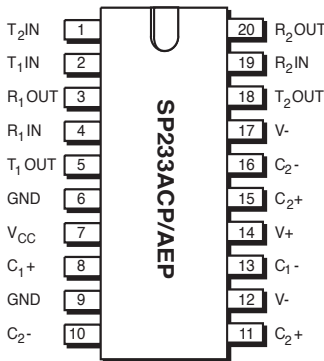 T₂IN 1 20 R₂OUT
T₁IN 2 19 R₂IN
R₁OUT 3 18 T₂OUT
R₁IN 4 17 V-
T₁OUT 5 16 C₂-
GND 6 15 C₂+
V_CC 7 14 V+
C₁+ 8 13 C₁-
GND 9 12 V-
C₂- 10 11 C₂+
SP233ACP/AEP